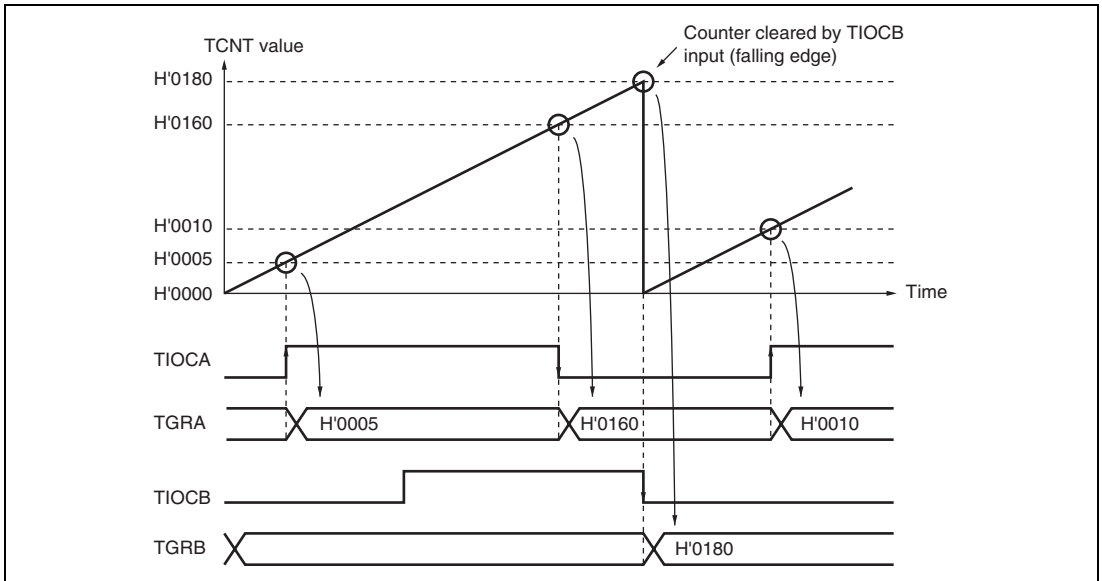 Counter cleared by TIOCB
input (falling edge)
TCNT value
H'0180
H'0160
H'0010
H'0005
H'0000
Time
TIOCA
TGRA
H'0005
H'0160
H'0010
TIOCB
TGRB
H'0180